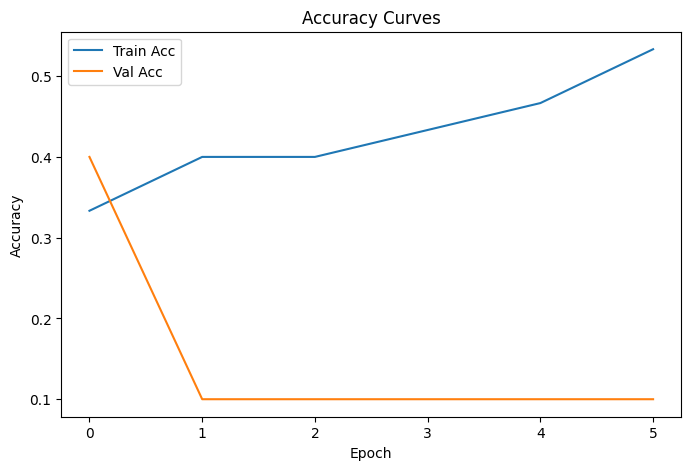 Accuracy Curves
Train Acc
Val Acc
Accuracy
0.5
0.4
0.3
0.2
0.1
0 1 2 3 4 5
Epoch